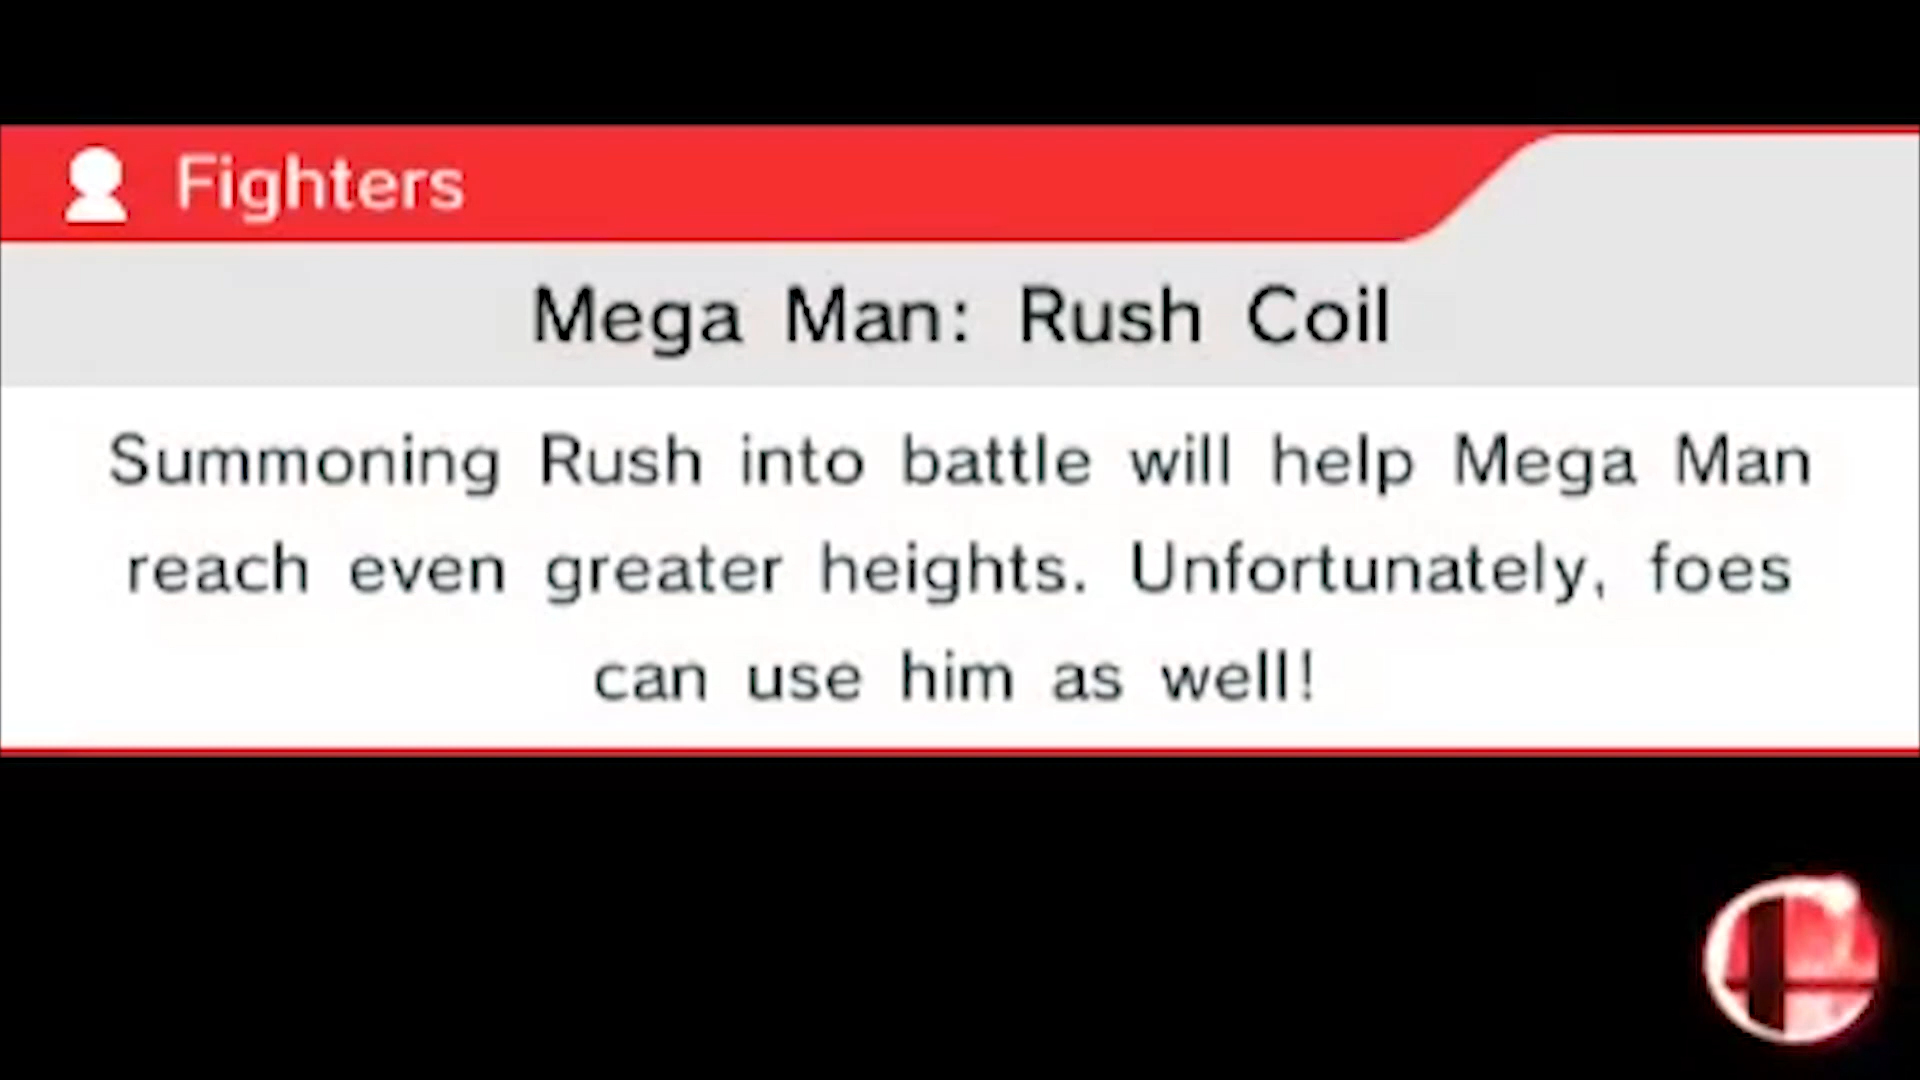 Fighters
Mega Man: Rush Coil
Summoning Rush into battle will help Mega Man
reach even greater heights. Unfortunately, foes
can use him as well!